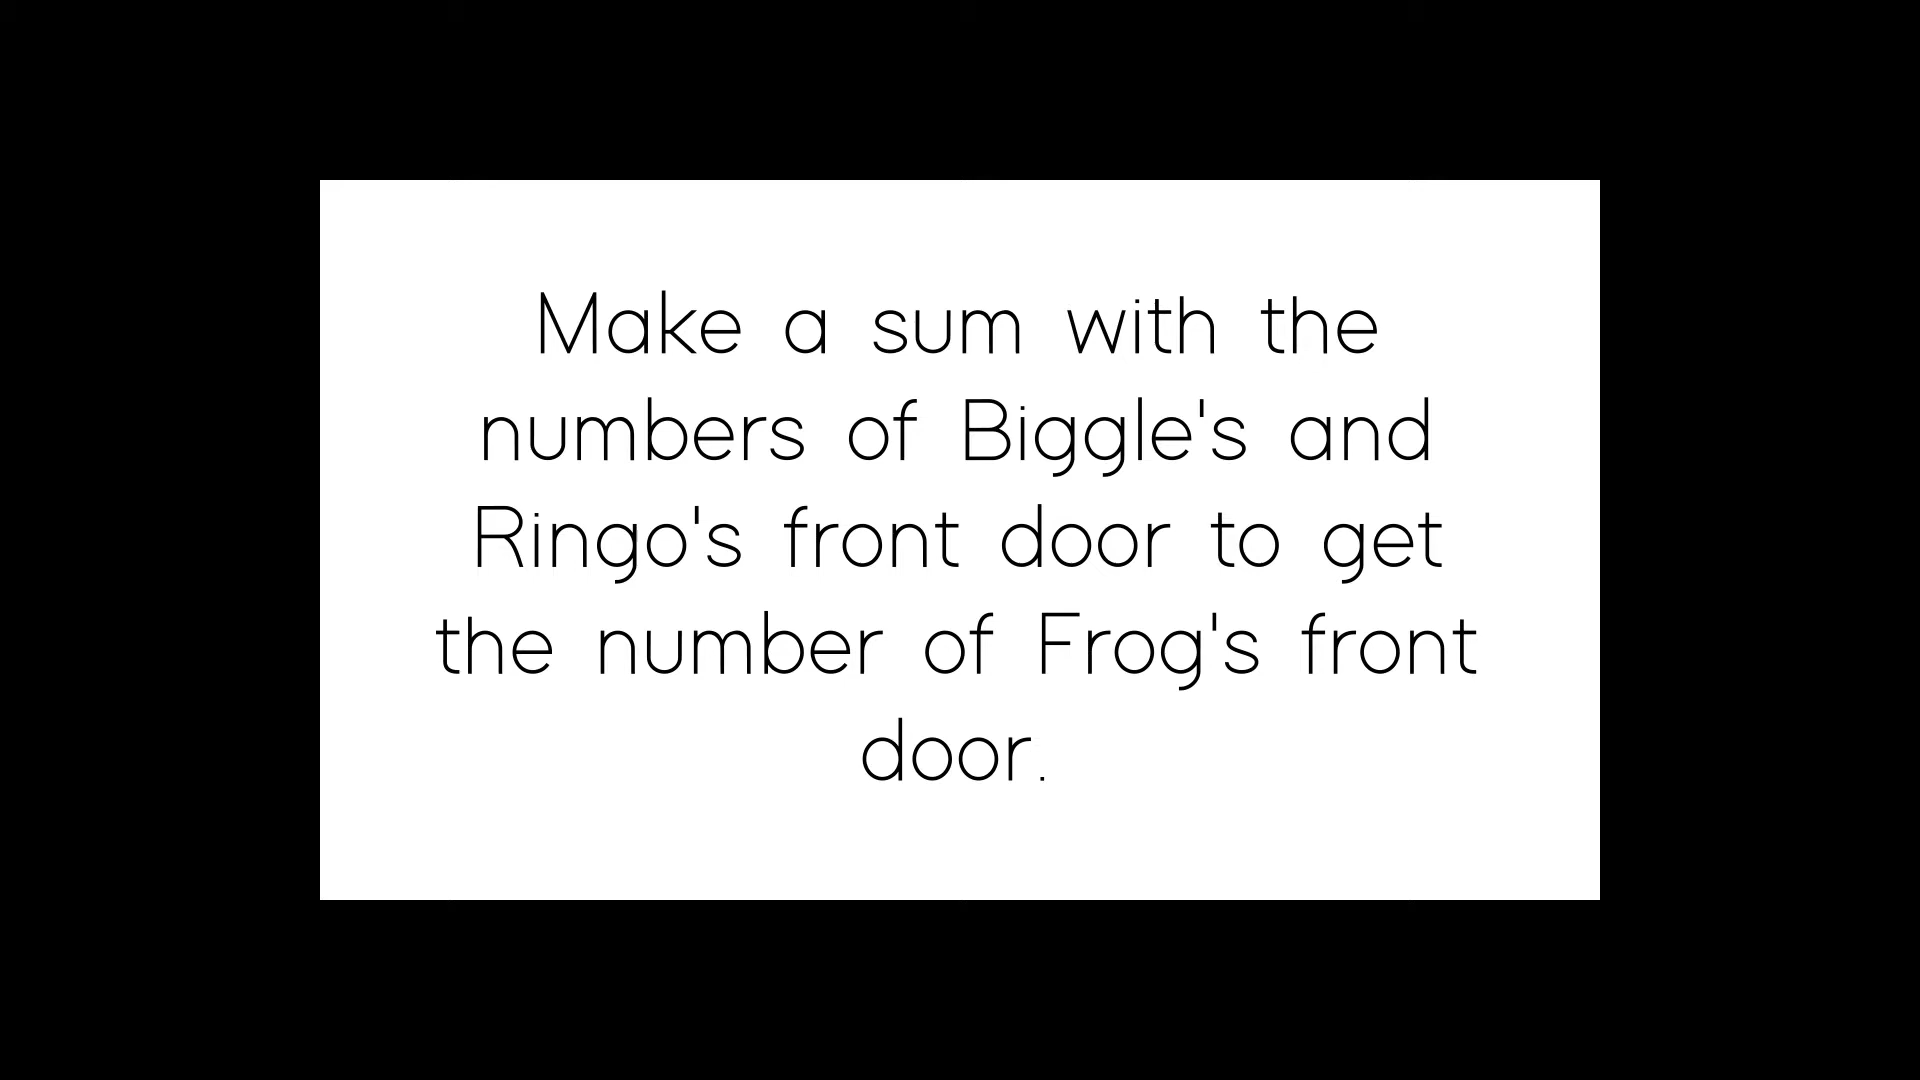 Make a sum with the
numbers of Biggle's and
Ringo's front door to get
the number of Frog's front
door.